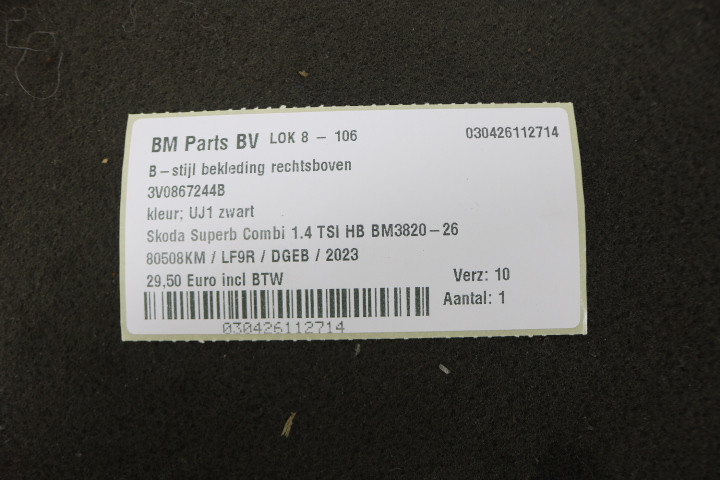 BM Parts BV LOK 8 - 106 030426112714
B-stijl bekleding rechtsboven
3V0867244B
kleur: UJ1 zwart
Skoda Superb Combi 1.4 TSI HB BM3820-26
80508KM / LF9R / DGEB / 2023
29,50 Euro incl BTW Verz: 10
Aantal: 1
030426112714